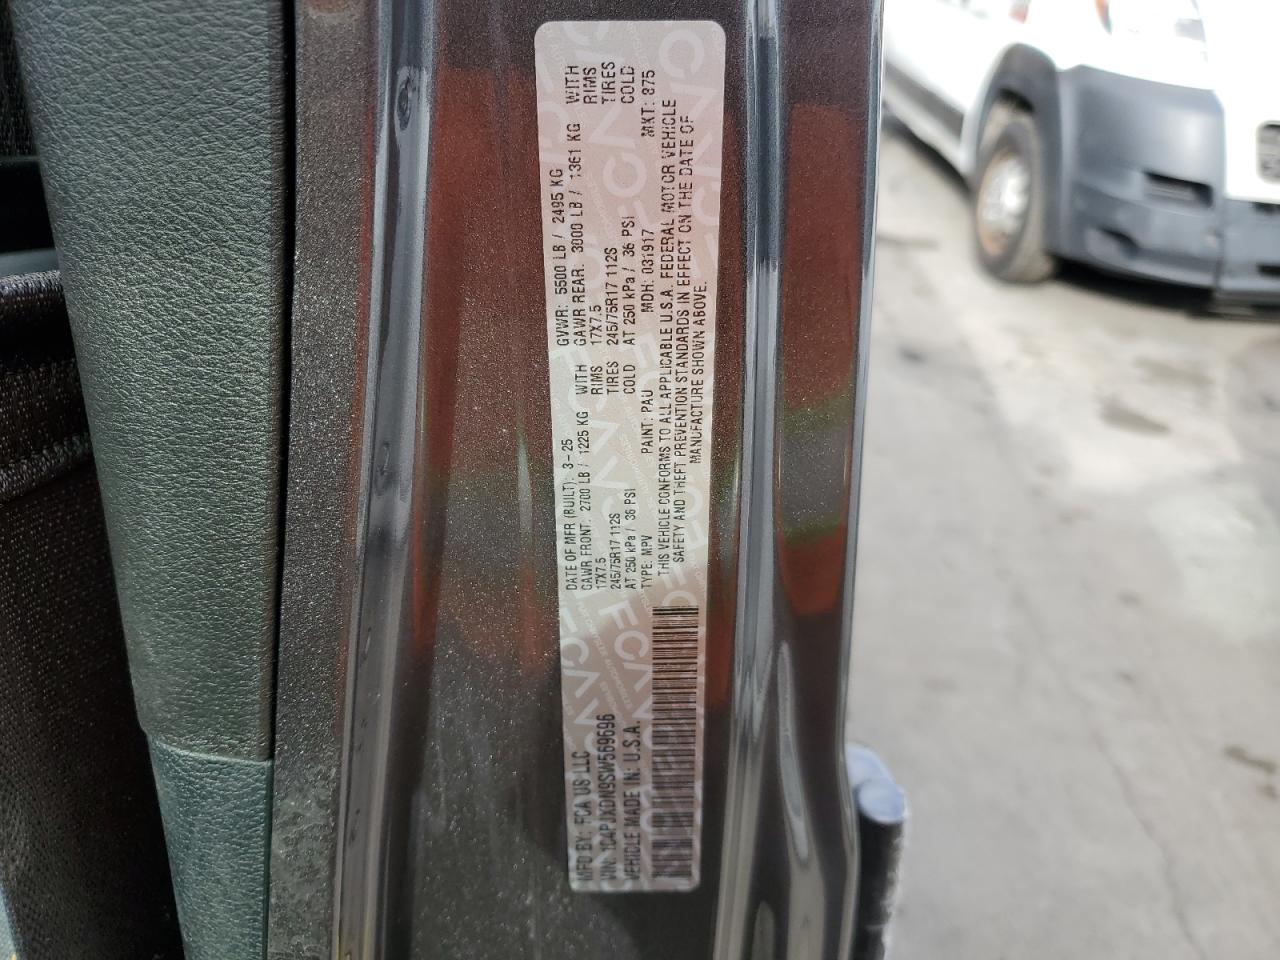 MFD BY: FCA US LLC
DATE OF MFR (BUILT): 3-25
GVWR: 5500 LB / 2495 KG
GAWR FRONT: 2700 LB / 1225 KG WITH
GAWR REAR: 3000 LB / 1361 KG WITH
17X7.5 RIMS
17X7.5 RIMS
245/75R17 112S TIRES
245/75R17 112S TIRES
AT 250 kPa / 36 PSI COLD
AT 250 kPa / 36 PSI COLD
VIN: 1C4PJXDN9SW569696
TYPE: MPV PAINT: PAU MDH: 031917 MKT: 875
VEHICLE MADE IN: U.S.A.
THIS VEHICLE CONFORMS TO ALL APPLICABLE U.S.A. FEDERAL MOTOR VEHICLE
SAFETY AND THEFT PREVENTION STANDARDS IN EFFECT ON THE DATE OF
MANUFACTURE SHOWN ABOVE.